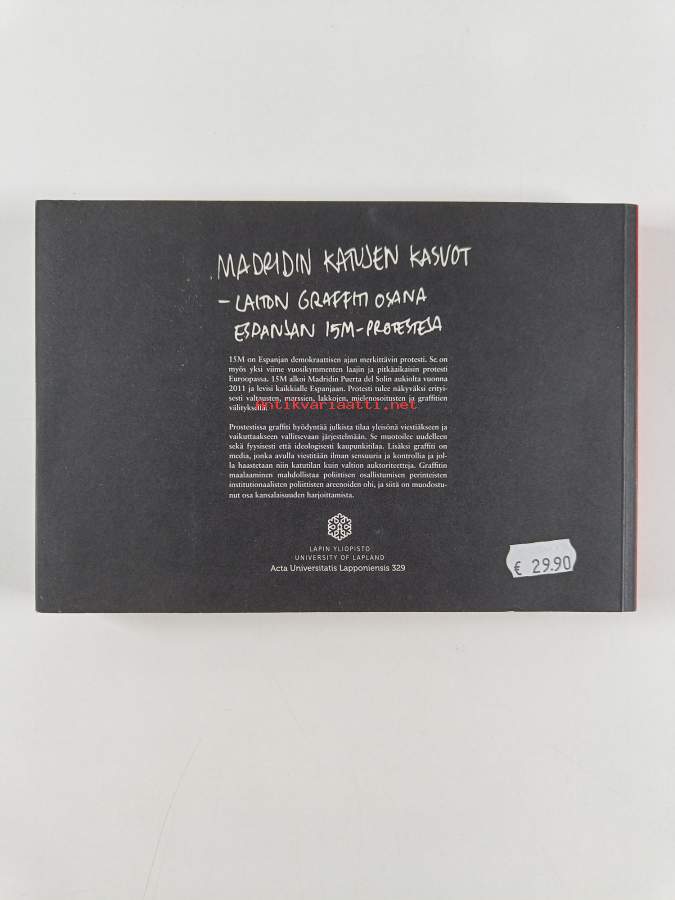 MADRIDIN KATUJEN KASVOT
– LAITON GRAFFITI OSANA
ESPANJAN 15M-PROTESTEJA
15M on Espanjan demokraattisen ajan merkittävin protesti. Se on
myös yksi viime vuosikymmenten laajin ja pitkäaikaisin protesti
Euroopassa. 15M alkoi Madridin Puerta del Solin aukiolta vuonna
2011 ja levisi kaikkialle Espanjaan. Protesti tulee näkyväksi erityi-
sesti valtausten, marssien, lakkojen, mielenosoitusten ja graffitien
välityksellä.
antikvariaatti.net
Prostestissa graffiti hyödyntää julkista tilaa yleisönä viestiäkseen ja
vaikuttaakseen vallitsevaan järjestelmään. Se muotoilee uudelleen
sekä fyysisesti että ideologisesti kaupunkitilaa. Lisäksi graffiti on
media, jonka avulla viestitään ilman sensuuria ja kontrollia ja jol-
la haastetaan niin katutilan kuin valtion auktoriteetteja. Graffitin
maalaaminen mahdollistaa poliittisen osallistumisen perinteisten
institutionaalisten poliittisten areenoiden ohi, ja siitä on muodostu-
nut osa kansalaisuuden harjoittamista.
LAPIN YLIOPISTO
UNIVERSITY OF LAPLAND
Acta Universitatis Lapponiensis 329
€ 29.90